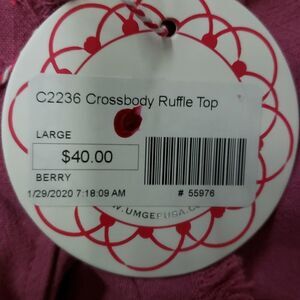 C2236 Crossbody Ruffle Top
LARGE
$40.00
BERRY
1/29/2020 7:18:09 AM # 55976